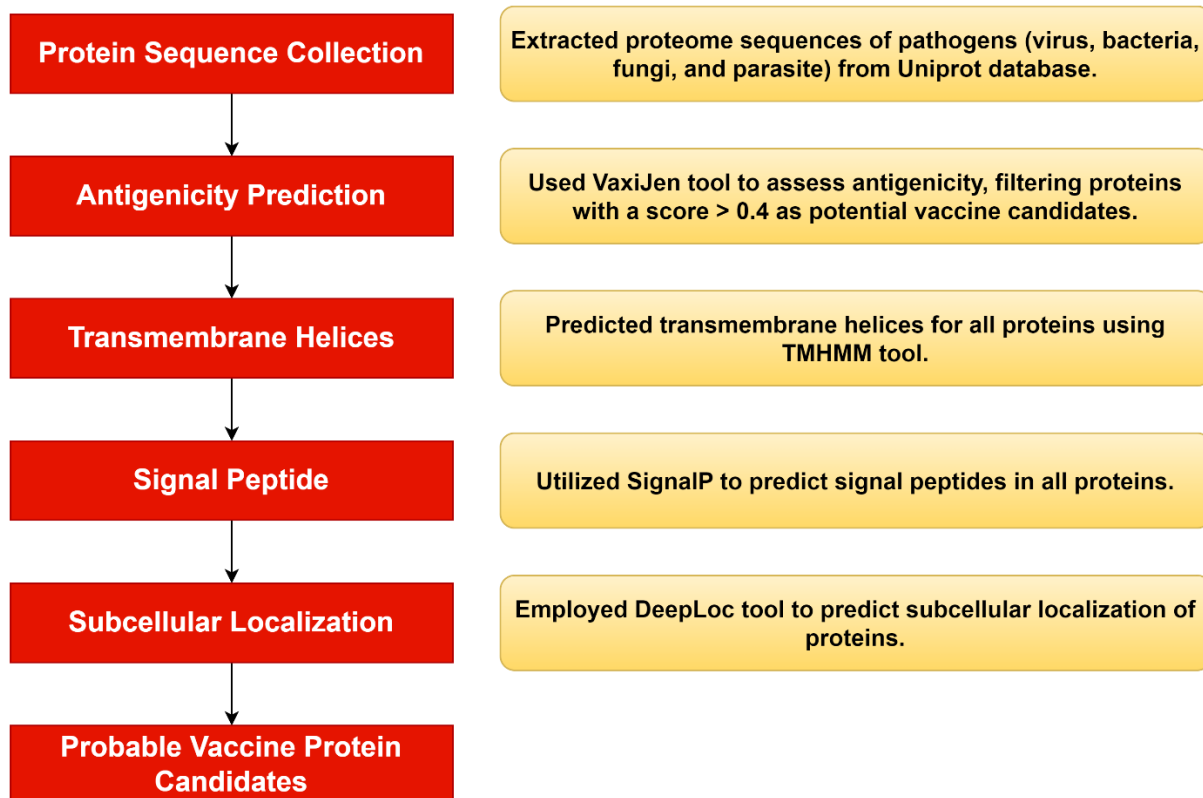 Protein Sequence Collection
Extracted proteome sequences of pathogens (virus, bacteria,
fungi, and parasite) from Uniprot database.
Antigenicity Prediction
Used VaxiJen tool to assess antigenicity, filtering proteins
with a score > 0.4 as potential vaccine candidates.
Transmembrane Helices
Predicted transmembrane helices for all proteins using
TMHMM tool.
Signal Peptide
Utilized SignalP to predict signal peptides in all proteins.
Subcellular Localization
Employed DeepLoc tool to predict subcellular localization of
proteins.
Probable Vaccine Protein
Candidates